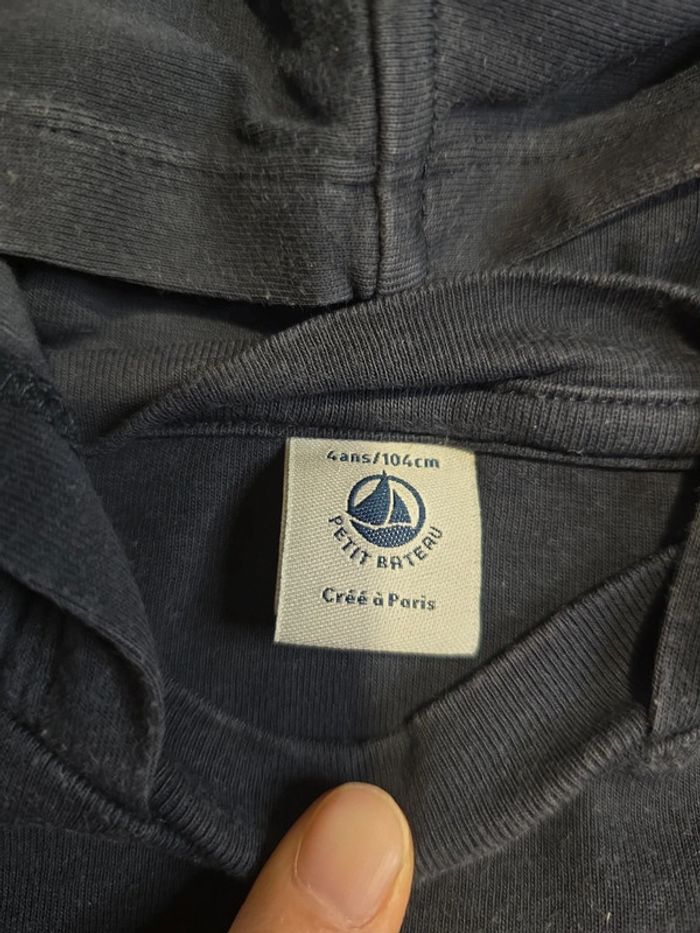 4ans/104cm
PETIT BATEAU
Créé à Paris